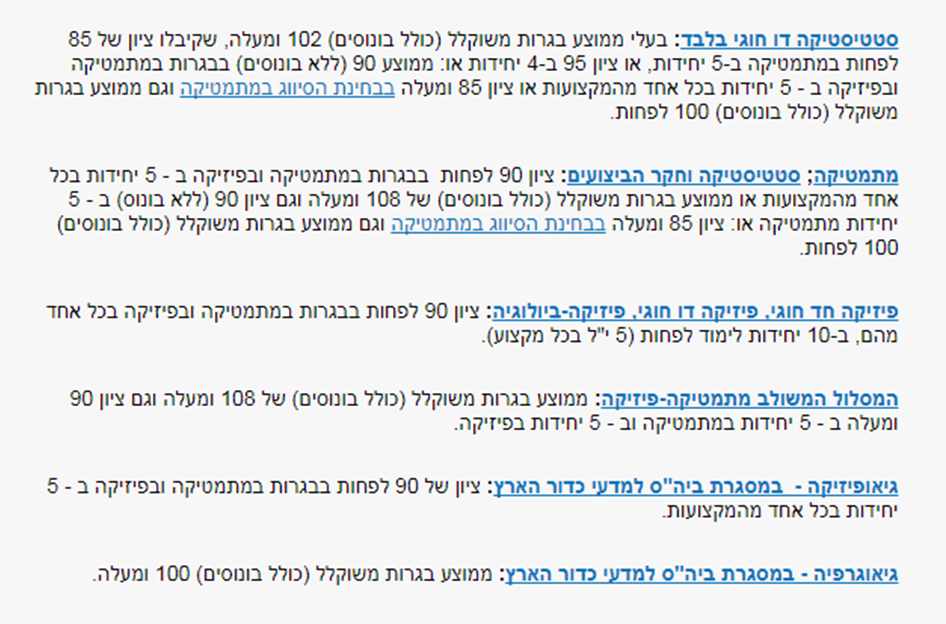 סטטיסטיקה דו חוגי בלבד: בעלי ממוצע בגרות משוקלל (כולל בונוסים) 102 ומעלה, שקיבלו ציון של 85
לפחות במתמטיקה ב-5 יחידות, או ציון 95 ב-4 יחידות או: ממוצע 90 (ללא בונוסים) בבגרות במתמטיקה
ובפיזיקה ב - 5 יחידות בכל אחד מהמקצועות או ציון 85 ומעלה בבחינת הסיווג במתמטיקה וגם ממוצע בגרות
משוקלל (כולל בונוסים) 100 לפחות.
מתמטיקה; סטטיסטיקה וחקר הביצועים: ציון 90 לפחות בבגרות במתמטיקה ובפיזיקה ב - 5 יחידות בכל
אחד מהמקצועות או ממוצע בגרות משוקלל (כולל בונוסים) של 108 ומעלה וגם ציון 90 (ללא בונוס) ב - 5
יחידות מתמטיקה או: ציון 85 ומעלה בבחינת הסיווג במתמטיקה וגם ממוצע בגרות משוקלל (כולל בונוסים)
100 לפחות.
פיזיקה חד חוגי, פיזיקה דו חוגי, פיזיקה-ביולוגיה: ציון 90 לפחות בבגרות במתמטיקה ובפיזיקה בכל אחד
מהם, ב-10 יחידות לימוד לפחות (5 י"ל בכל מקצוע).
המסלול המשולב מתמטיקה-פיזיקה: ממוצע בגרות משוקלל (כולל בונוסים) של 108 ומעלה וגם ציון 90
ומעלה ב - 5 יחידות במתמטיקה וב - 5 יחידות בפיזיקה.
גיאופיזיקה - במסגרת ביה"ס למדעי כדור הארץ: ציון של 90 לפחות בבגרות במתמטיקה ובפיזיקה ב - 5
יחידות בכל אחד מהמקצועות.
גיאוגרפיה - במסגרת ביה"ס למדעי כדור הארץ: ממוצע בגרות משוקלל (כולל בונוסים) 100 ומעלה.